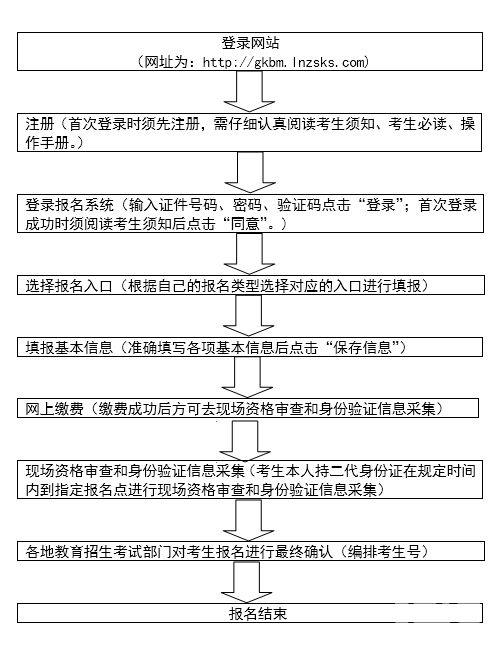 登录网站
(网址为：http://gkbm.lnzsks.com)
注册（首次登录时须先注册，需仔细认真阅读考生须知、考生必读、操
作手册。）
登录报名系统（输入证件号码、密码、验证码点击“登录”；首次登录
成功时须阅读考生须知后点击“同意”。）
选择报名入口（根据自己的报名类型选择对应的入口进行填报）
填报基本信息（准确填写各项基本信息后点击“保存信息”）
网上缴费（缴费成功后方可去现场资格审查和身份验证信息采集）
现场资格审查和身份验证信息采集（考生本人持二代身份证在规定时间
内到指定报名点进行现场资格审查和身份验证信息采集）
各地教育招生考试部门对考生报名进行最终确认（编排考生号）
报名结束